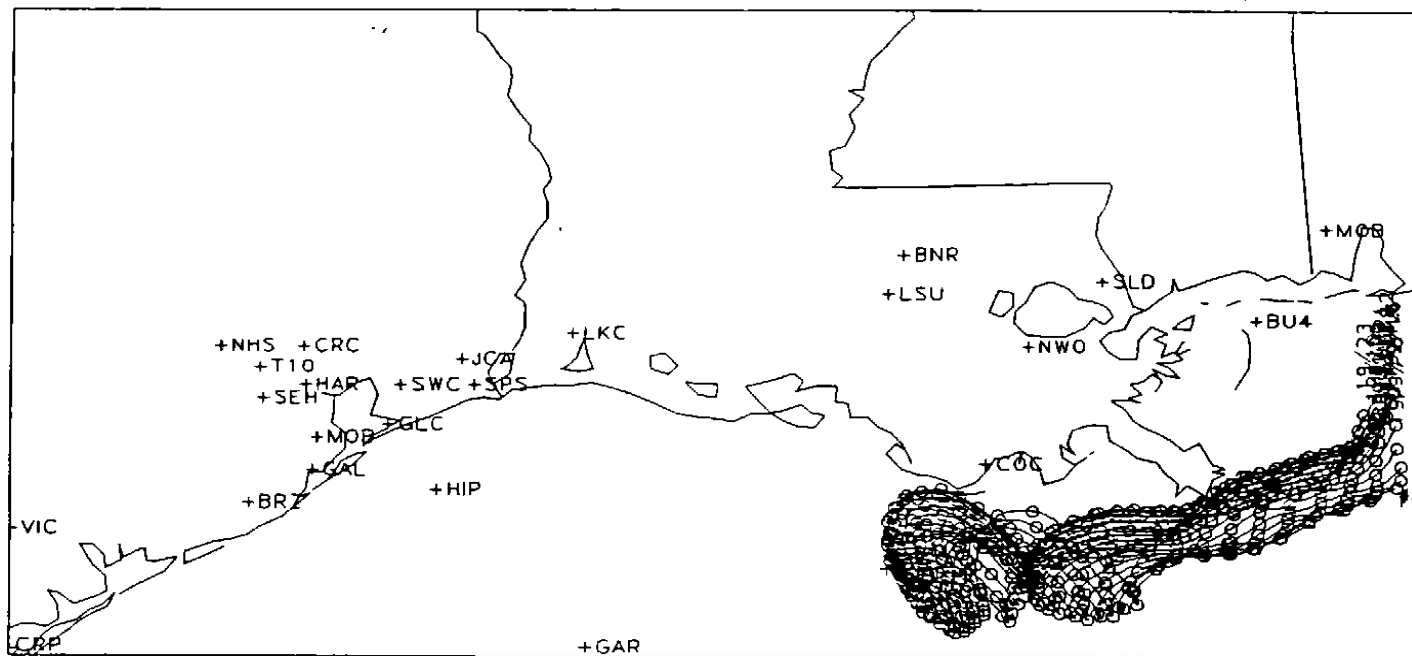 +MOB
+BNR
+SLD
+LSU
+BU4
+LKC
+NWO
+NHS +CRC
+JCA
+T10
+HAR +SWC +SPS
+SEH
+GLC
+MOB
+COC
+GAL
+HIP
+BRZ
+VIC
CRP
+GAR